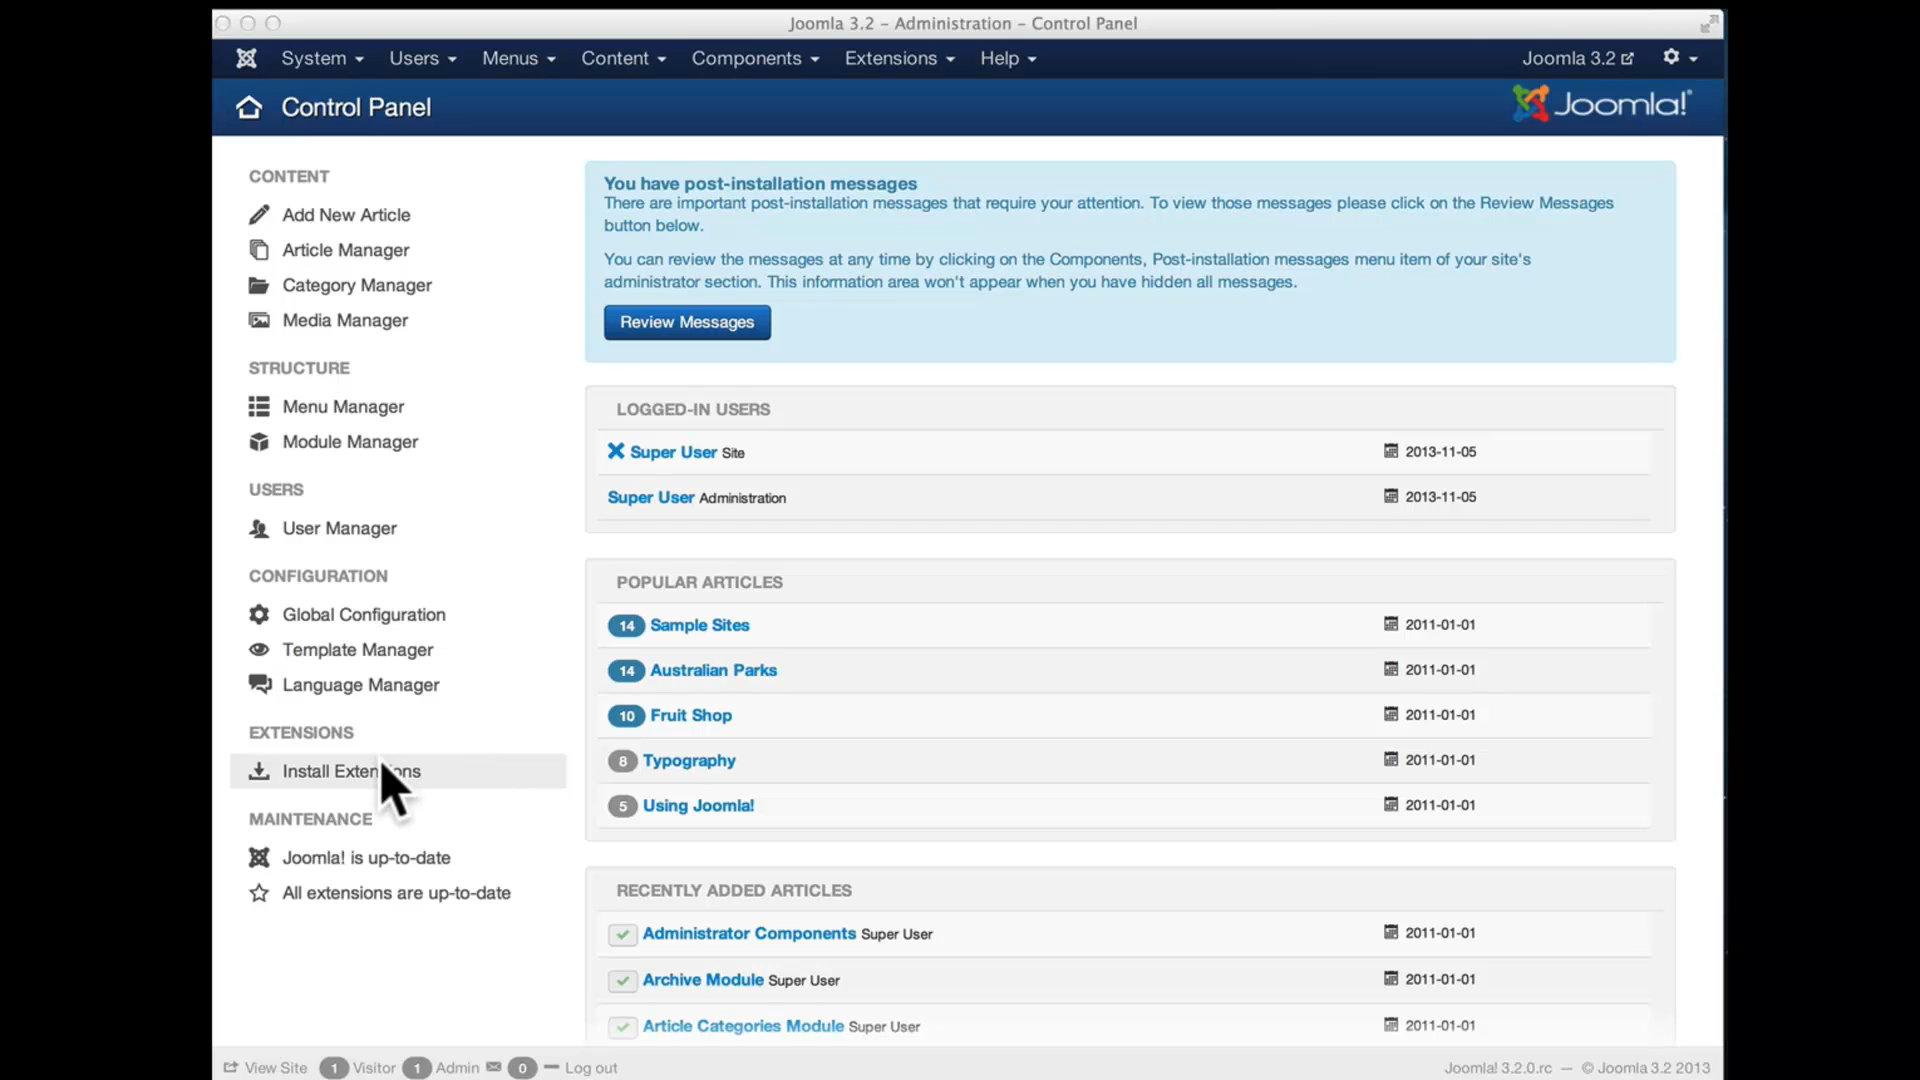 Joomla 3.2 - Administration - Control Panel
System Users Menus Content Components Extensions Help Joomla 3.2
Control Panel Joomla!®
CONTENT
Add New Article
Article Manager
Category Manager
Media Manager
STRUCTURE
Menu Manager
Module Manager
USERS
User Manager
CONFIGURATION
Global Configuration
Template Manager
Language Manager
EXTENSIONS
Install Extensions
MAINTENANCE
Joomla! is up-to-date
All extensions are up-to-date
You have post-installation messages
There are important post-installation messages that require your attention. To view those messages please click on the Review Messages
button below.
You can review the messages at any time by clicking on the Components, Post-installation messages menu item of your site's
administrator section. This information area won't appear when you have hidden all messages.
Review Messages
LOGGED-IN USERS
Super User Site 2013-11-05
Super User Administration 2013-11-05
POPULAR ARTICLES
14 Sample Sites 2011-01-01
14 Australian Parks 2011-01-01
10 Fruit Shop 2011-01-01
8 Typography 2011-01-01
5 Using Joomla! 2011-01-01
RECENTLY ADDED ARTICLES
Administrator Components Super User 2011-01-01
Archive Module Super User 2011-01-01
Article Categories Module Super User 2011-01-01
View Site 1 Visitor 1 Admin 0 Log out Joomla! 3.2.0.rc — © Joomla 3.2 2013